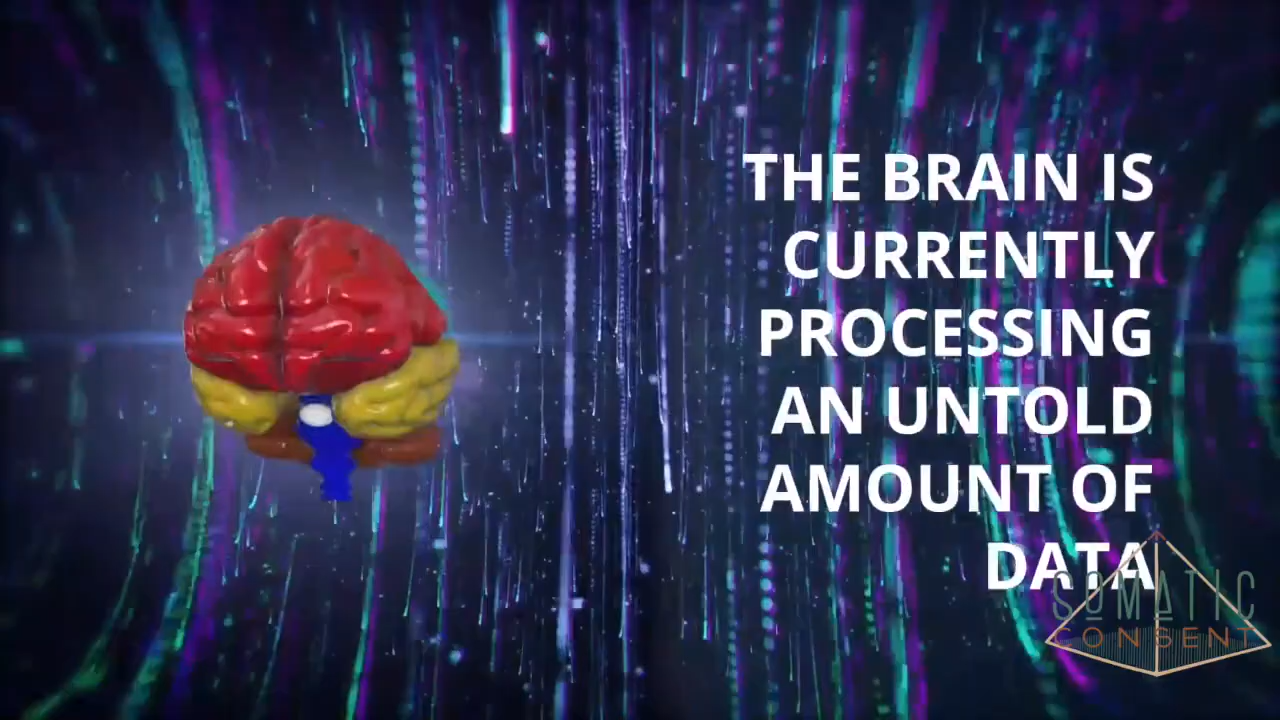 THE BRAIN IS
CURRENTLY
PROCESSING
AN UNTOLD
AMOUNT OF
DATA
SOMATIC
CONSENT